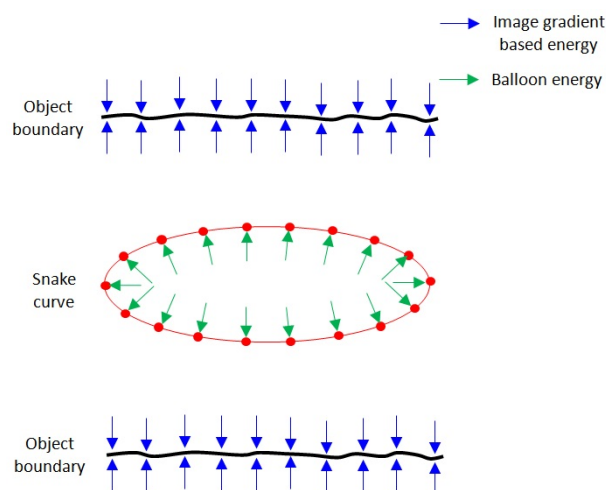 Image gradient
based energy
Balloon energy
Object
boundary
Snake
curve
Object
boundary